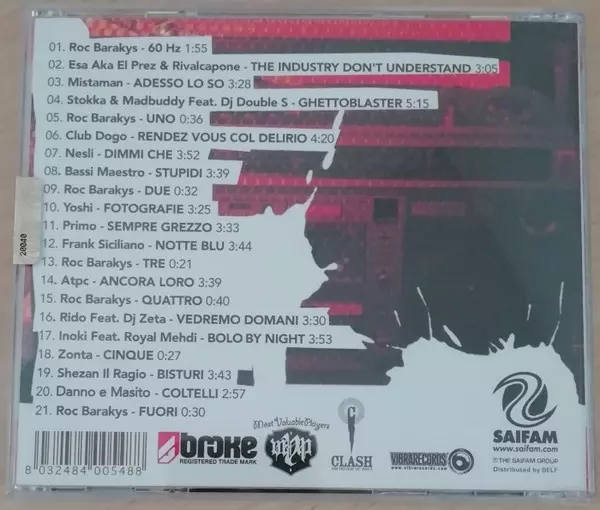 01. Roc Barakys - 60 Hz 1:55
02. Esa Aka El Prez & Rivalcapone - THE INDUSTRY DON'T UNDERSTAND 3:05
03. Mistaman - ADESSO LO SO 3:28
04. Stokka & Madbuddy Feat. Dj Double S - GHETTOBLASTER 5:15
05. Roc Barakys - UNO 0:36
06. Club Dogo - RENDEZ VOUS COL DELIRIO 4:20
07. Nesli - DIMMI CHE 3:52
08. Bassi Maestro - STUPIDI 3:39
09. Roc Barakys - DUE 0:32
10. Yoshi - FOTOGRAFIE 3:25
11. Primo - SEMPRE GREZZO 3:33
12. Frank Siciliano - NOTTE BLU 3:44
13. Roc Barakys - TRE 0:21
14. Atpc - ANCORA LORO 3:39
15. Roc Barakys - QUATTRO 0:40
16. Rido Feat. Dj Zeta - VEDREMO DOMANI 3:30
17. Inoki Feat. Royal Mehdi - BOLO BY NIGHT 3:53
18. Zonta - CINQUE 0:27
19. Shezan Il Ragio - BISTURI 3:43
20. Danno e Masito - COLTELLI 2:57
21. Roc Barakys - FUORI 0:30
20040
8 032484 005488
broke
REGISTERED TRADE MARK
Most Valuable Players
MVP
CLASH
VIBRARECORDS
www.vibrarecords.com
SAIFAM
www.saifam.com
℗ THE SAIFAM GROUP
Distributed by SELF